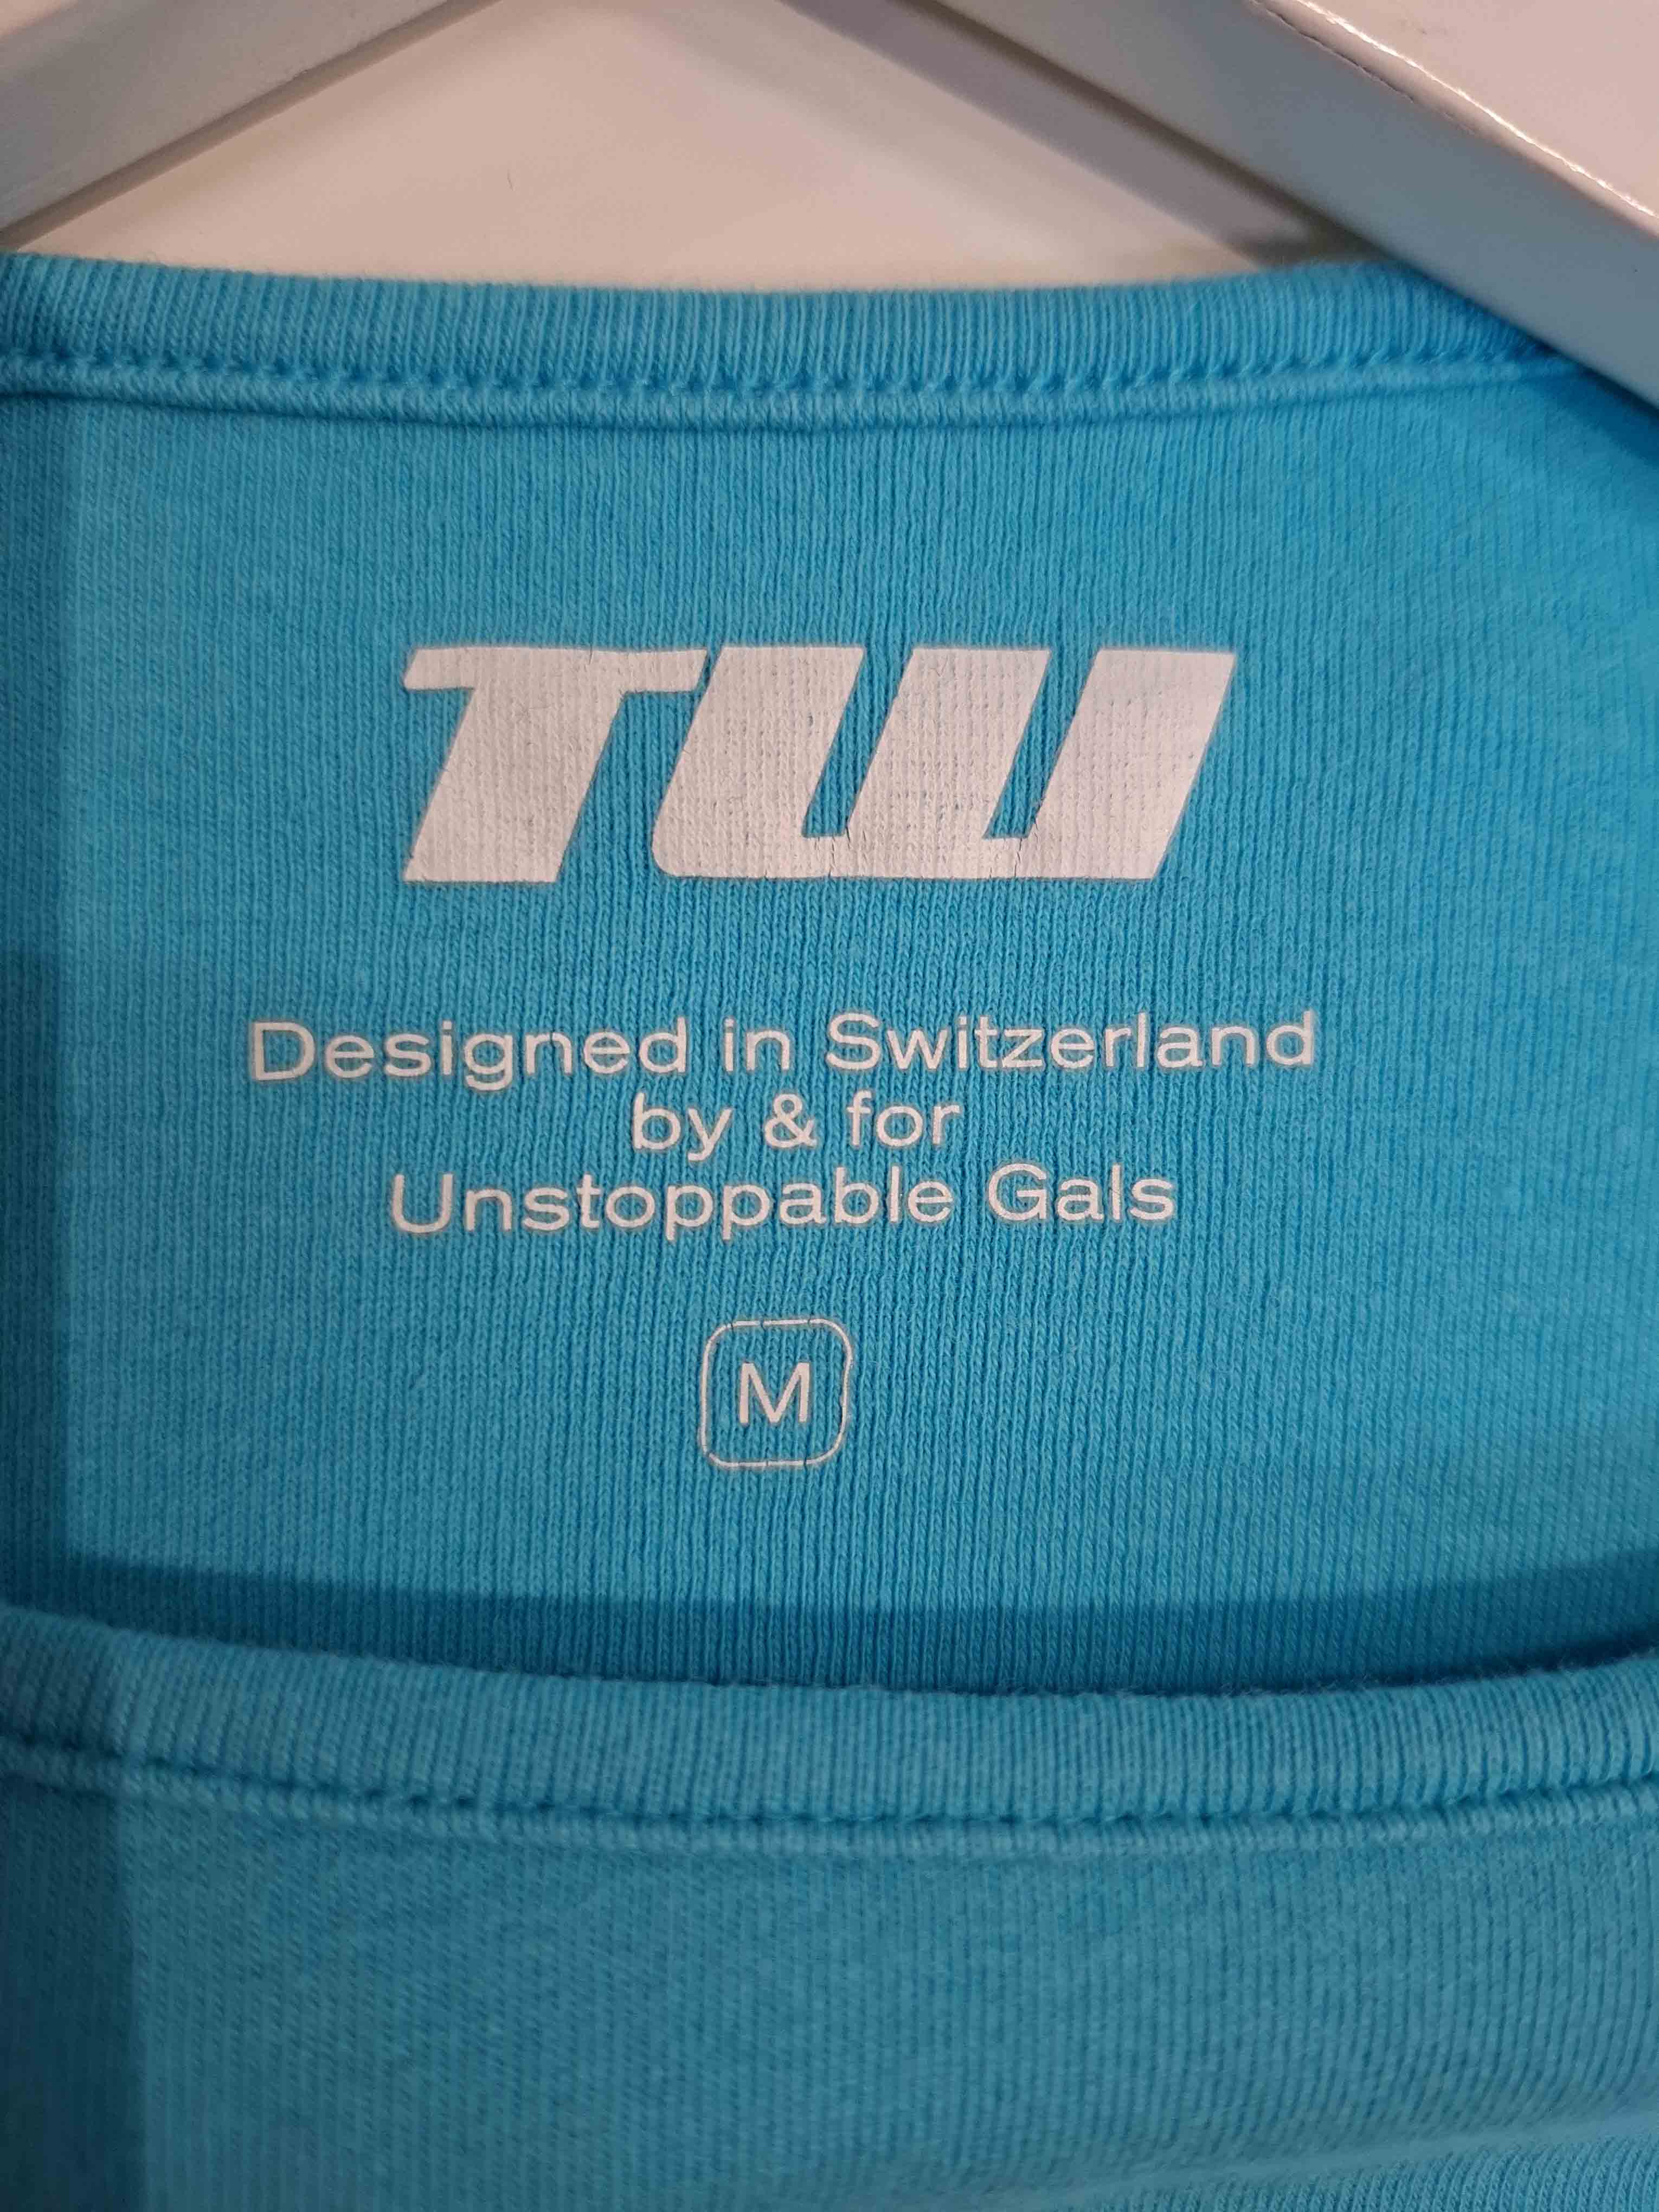 TW
Designed in Switzerland
by & for
Unstoppable Gals
M